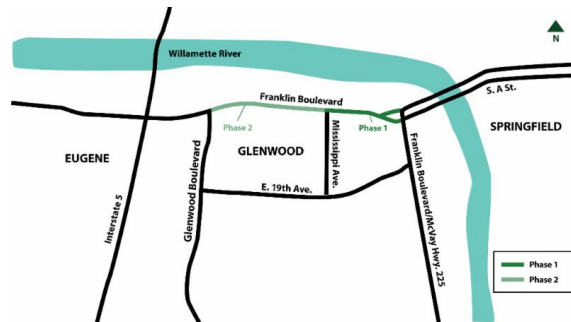 Willamette River
N
Franklin Boulevard
S. A St.
Phase 2
Phase 1
SPRINGFIELD
EUGENE
GLENWOOD
Mississippi Ave.
Franklin Boulevard/McVay Hwy. 225
Interstate 5
Glenwood Boulevard
E. 19th Ave.
Phase 1
Phase 2